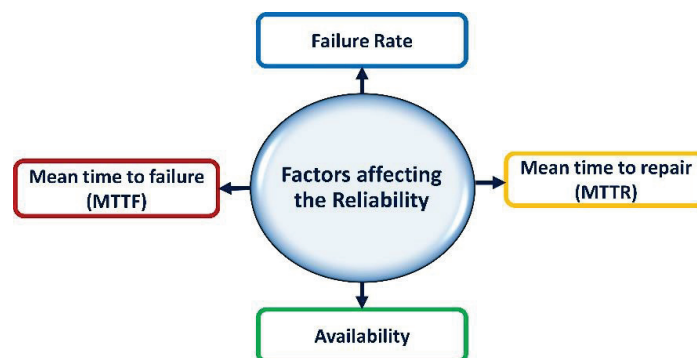 Failure Rate
Mean time to failure
(MTTF)
Factors affecting
the Reliability
Mean time to repair
(MTTR)
Availability